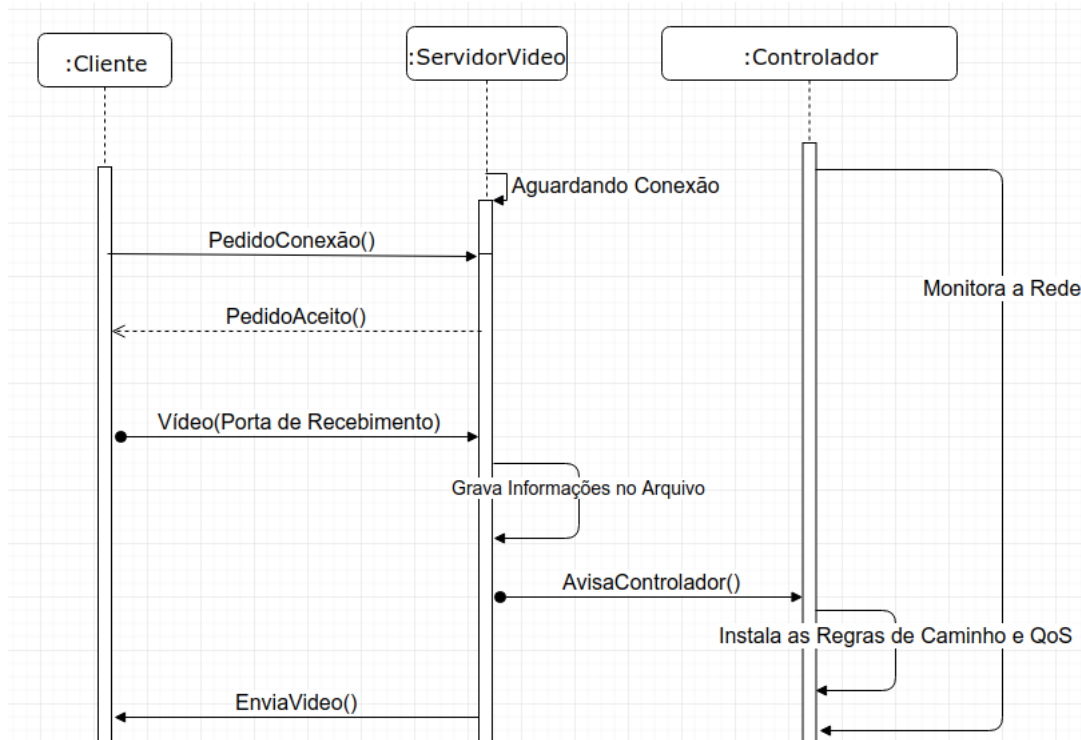 :Cliente
:ServidorVideo
:Controlador
Aguardando Conexão
PedidoConexão()
Monitora a Rede
PedidoAceito()
Vídeo(Porta de Recebimento)
Grava Informações no Arquivo
AvisaControlador()
Instala as Regras de Caminho e QoS
EnviaVideo()